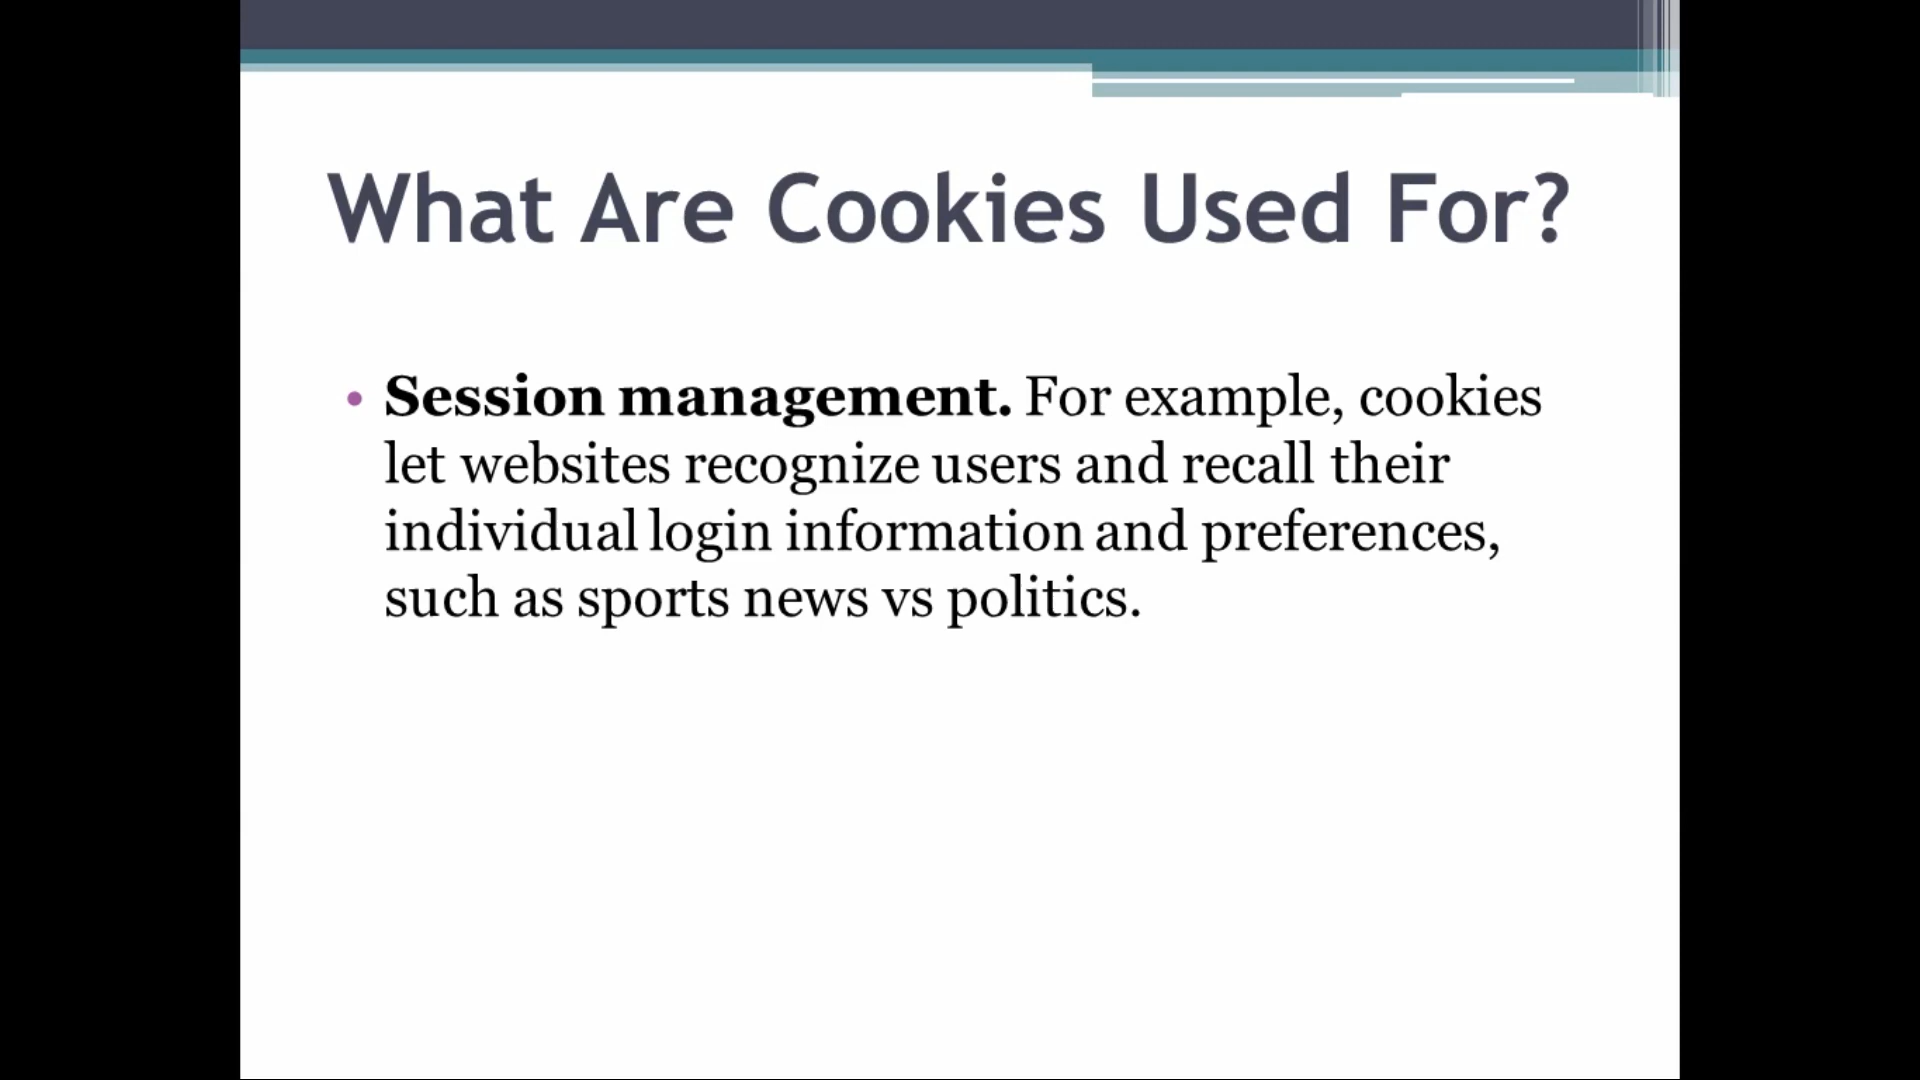 What Are Cookies Used For?
• Session management. For example, cookies
let websites recognize users and recall their
individual login information and preferences,
such as sports news vs politics.